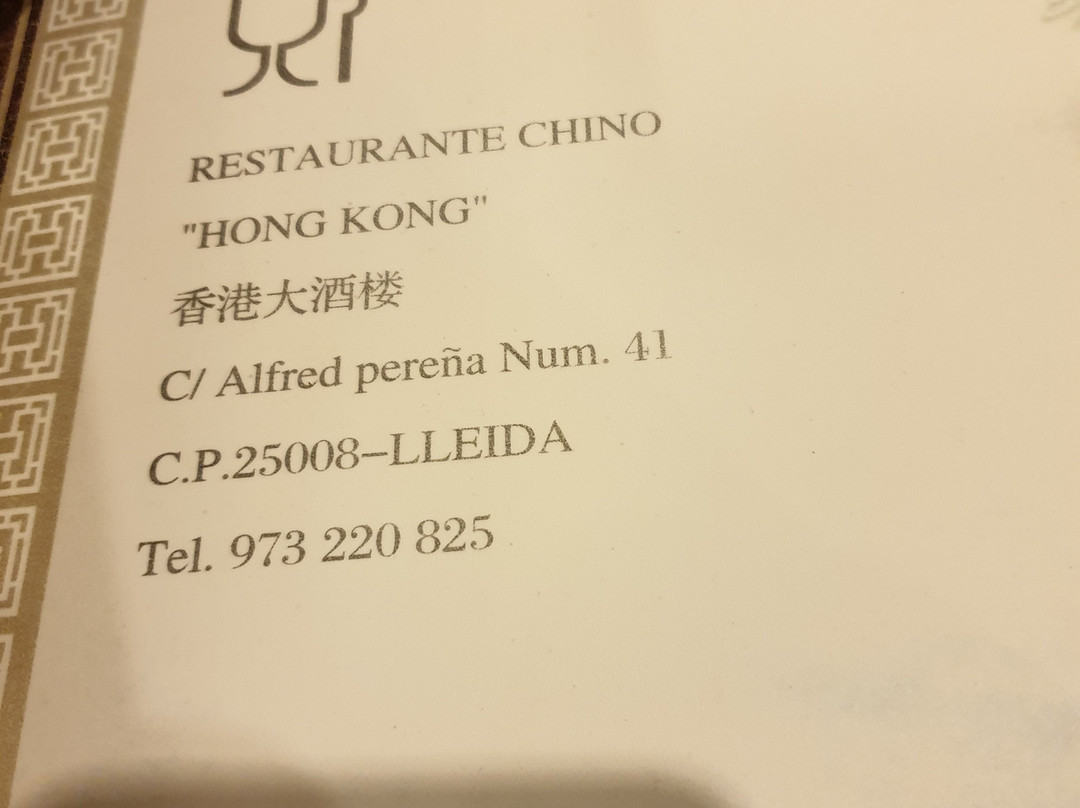 RESTAURANTE CHINO
"HONG KONG"
香港大酒楼
C/ Alfred pereña Num. 41
C.P.25008–LLEIDA
Tel. 973 220 825